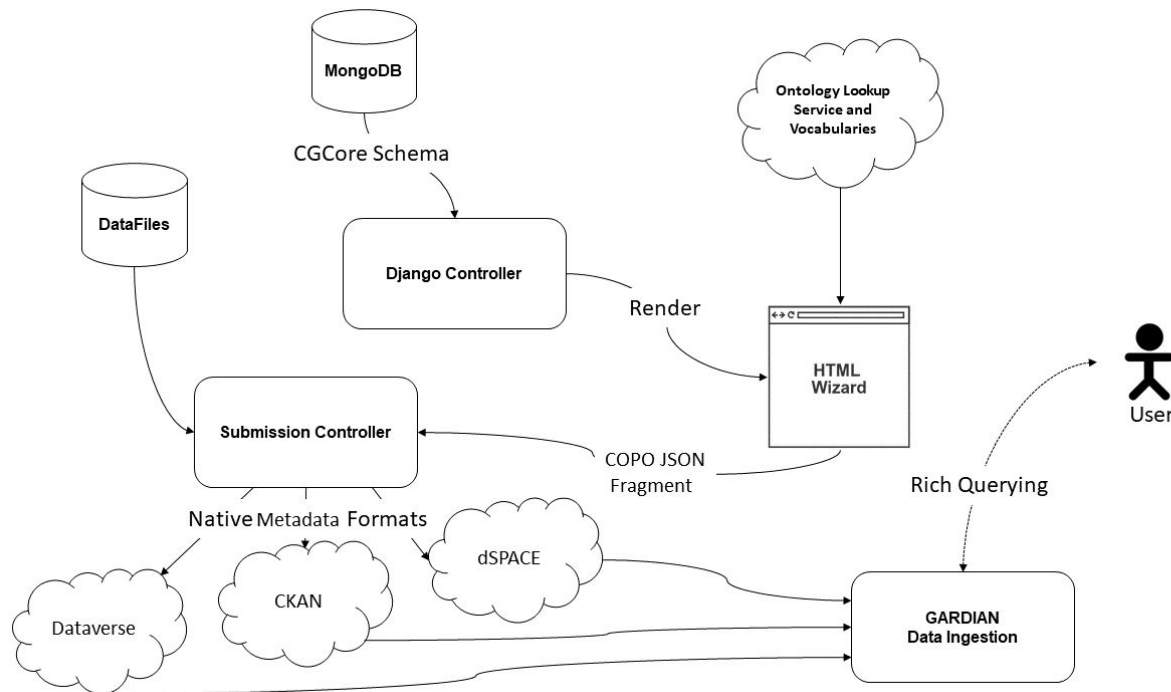 MongoDB
Ontology Lookup
Service and
Vocabularies
CGCore Schema
DataFiles
Django Controller
Render
HTML
Wizard
User
Submission Controller
COPO JSON
Fragment
Rich Querying
Native Metadata Formats
dSPACE
CKAN
Dataverse
GARDIAN
Data Ingestion